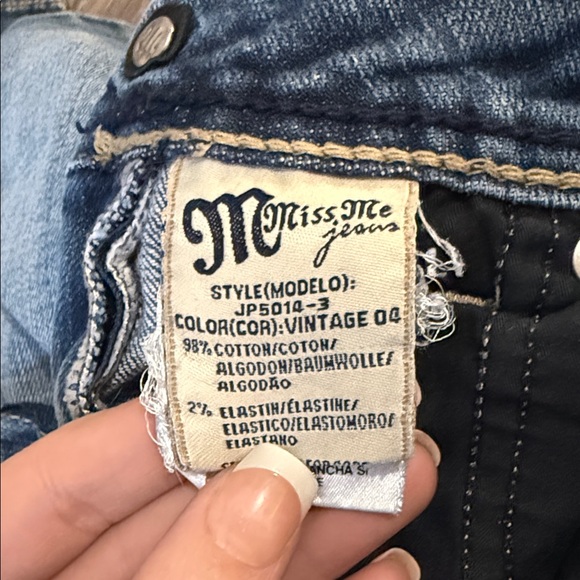 M Miss Me
jeans
STYLE(MODELO):
JP5014-3
COLOR(COR):VINTAGE 04
98% COTTON/COTON/
ALGODON/BAUMWOLLE/
ALGODÃO
2% ELASTIN/ÉLASTINE/
ELASTICO/ELASTOMORO/
ELASTANO